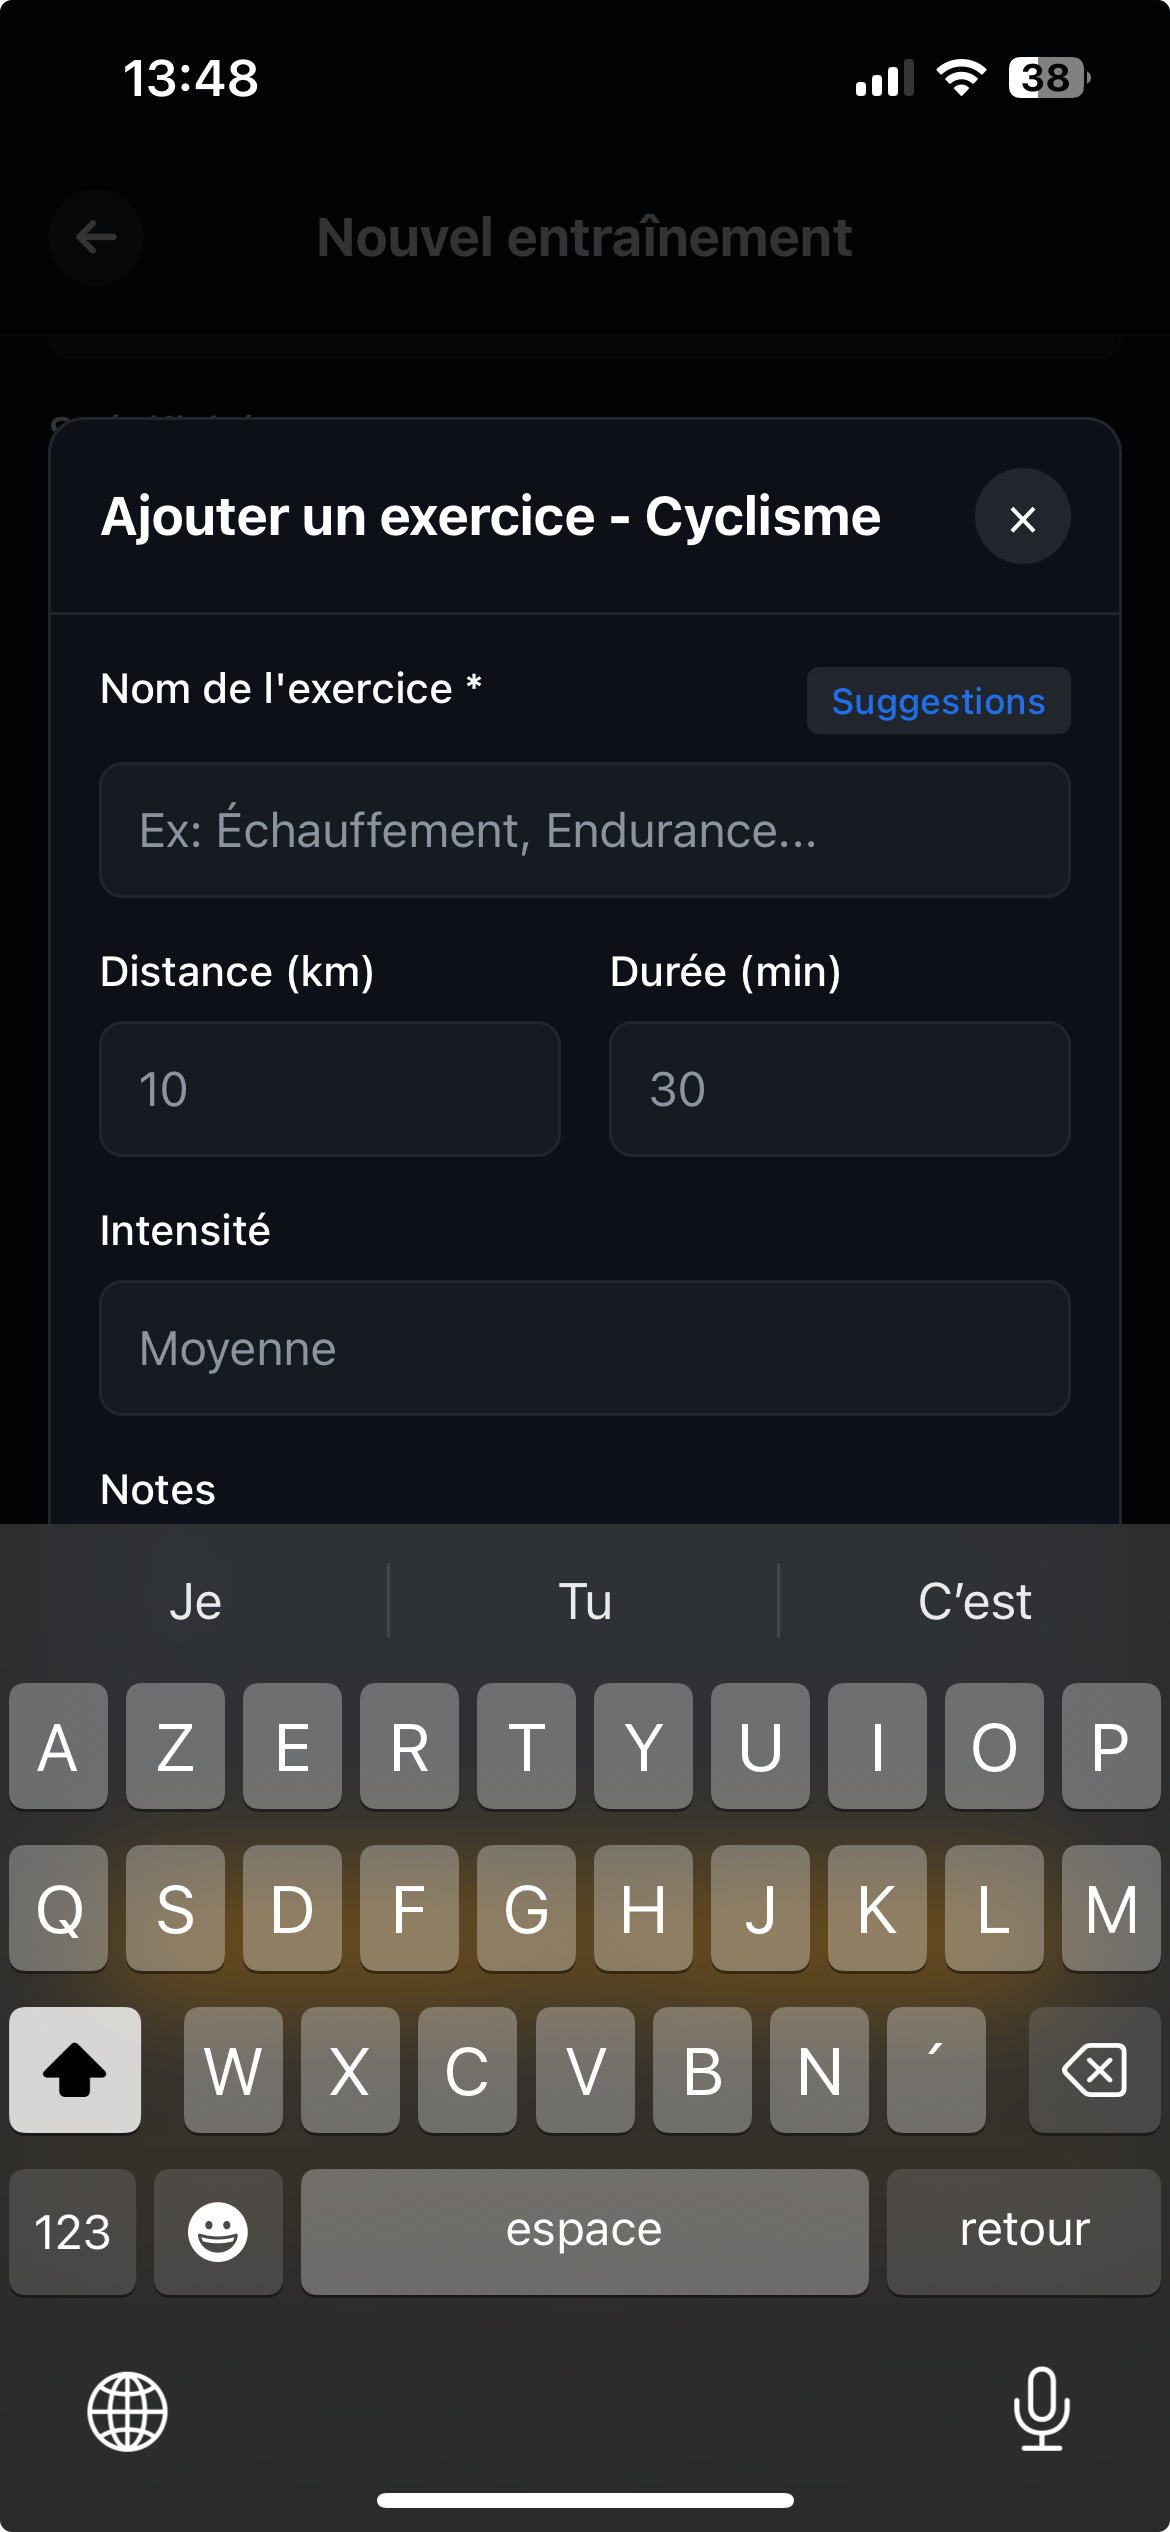 13:48
38
Nouvel entraînement
Ajouter un exercice - Cyclisme
Nom de l'exercice *
Suggestions
Ex: Échauffement, Endurance...
Distance (km) Durée (min)
10 30
Intensité
Moyenne
Notes
Je Tu C’est
A Z E R T Y U I O P
Q S D F G H J K L M
W X C V B N ´
123 espace retour